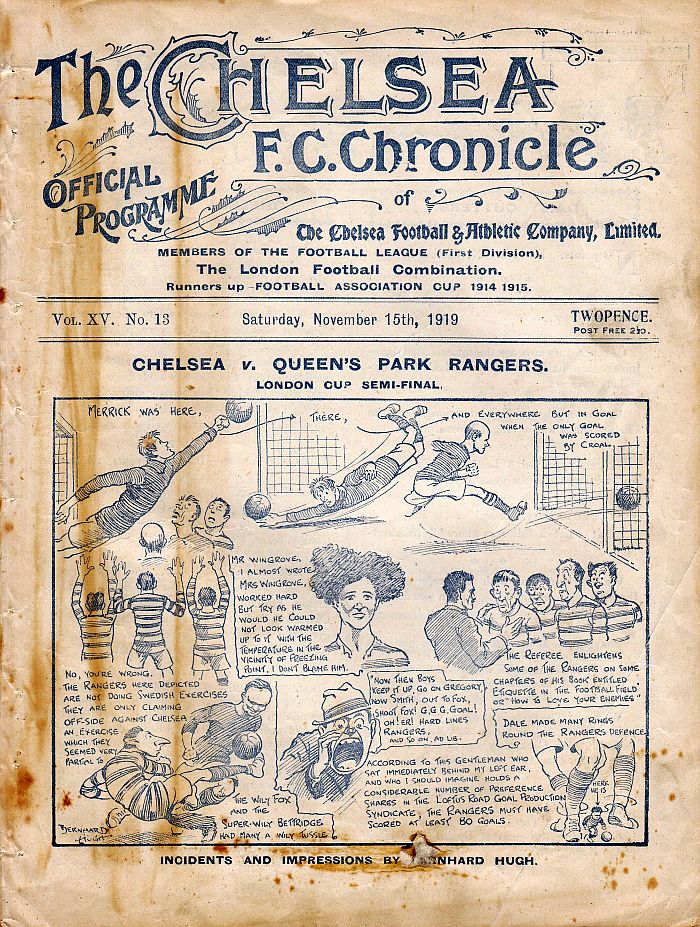 The CHELSEA
F.C. Chronicle
OFFICIAL
PROGRAMME
of
The Chelsea Football & Athletic Company, Limited.
MEMBERS OF THE FOOTBALL LEAGUE (First Division),
The London Football Combination.
Runners up - FOOTBALL ASSOCIATION CUP 1914 1915.
VOL. XV. No. 13
Saturday, November 15th, 1919
TWOPENCE.
POST FREE 2½D.
CHELSEA v. QUEEN'S PARK RANGERS.
LONDON CUP SEMI-FINAL.
MERRICK WAS HERE,
THERE,
AND EVERYWHERE BUT IN GOAL
WHEN THE ONLY GOAL
WAS SCORED
BY CROAL.
MR WINGROVE,
I ALMOST WROTE
MRS WINGROVE,
WORKED HARD
BUT TRY AS HE
WOULD HE COULD
NOT LOOK WARMED
UP TO IT WITH THE
TEMPERATURE IN THE
VICINITY OF FREEZING
POINT, I DON'T BLAME HIM.
THE REFEREE ENLIGHTENS
SOME OF THE RANGERS ON SOME
CHAPTERS OF HIS BOOK ENTITLED
ETIQUETTE IN THE FOOTBALL FIELD"
OR "HOW TO LOVE YOUR ENEMIES"
NO, YOU'RE WRONG.
THE RANGERS HERE DEPICTED
ARE NOT DOING SWEDISH EXERCISES
THEY ARE ONLY CLAIMING
OFF-SIDE AGAINST CHELSEA
AN EXERCISE
WHICH THEY
SEEMED VERY
PARTIAL TO
"NOW THEN BOYS
KEEP IT UP, GO ON GREGORY
NOW SMITH, OUT TO FOX,
SHOOT FOX! G.G.G. GOAL!
OH! ER! HARD LINES
RANGERS,
AND SO ON. AD LIB.
DALE MADE MANY RINGS
ROUND THE RANGERS DEFENCE
HERE
HE IS
ACCORDING TO THIS GENTLEMAN WHO
SAT IMMEDIATELY BEHIND MY LEFT EAR,
AND WHO I SHOULD IMAGINE HOLDS A
CONSIDERABLE NUMBER OF PREFERENCE
SHARES IN THE LOFTUS ROAD GOAL PRODUCTION
SYNDICATE, THE RANGERS MUST HAVE
SCORED AT LEAST 80 GOALS.
THE WILY FOX
AND THE
SUPER-WILY BETTRIDGE
HAD MANY A WILY TUSSLE
BERNHARD
HUGH
INCIDENTS AND IMPRESSIONS BY RNHARD HUGH.